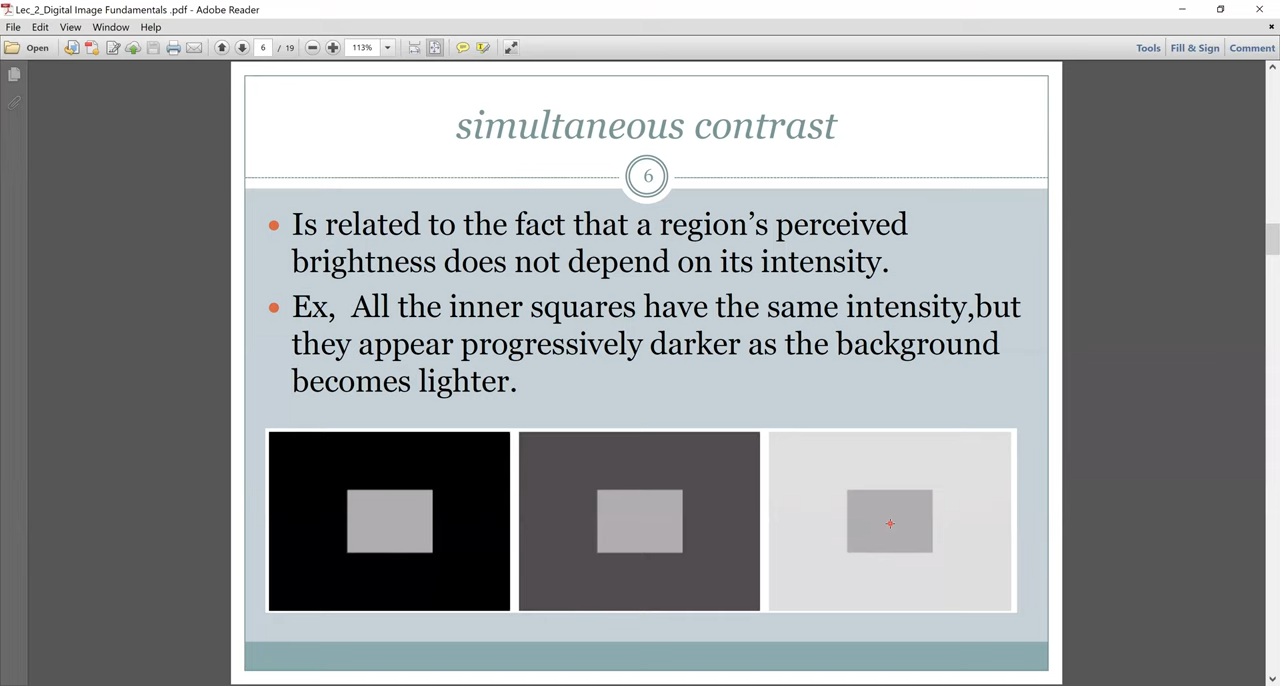 Lec_2_Digital Image Fundamentals .pdf - Adobe Reader
File Edit View Window Help
Open 6 / 19 113% Tools Fill & Sign Comment
simultaneous contrast
6
Is related to the fact that a region’s perceived
brightness does not depend on its intensity.
Ex,  All the inner squares have the same intensity,but
they appear progressively darker as the background
becomes lighter.